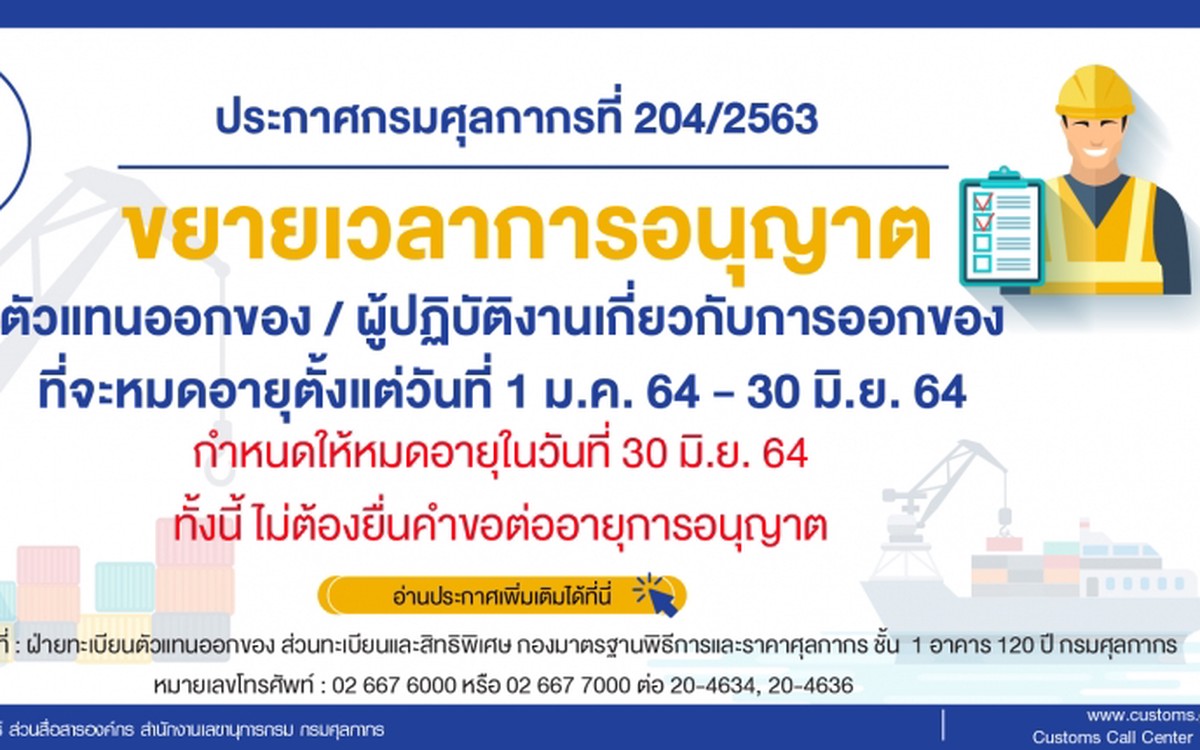 ประกาศกรมศุลกากรที่ 204/2563
ขยายเวลาการอนุญาต
ตัวแทนออกของ / ผู้ปฏิบัติงานเกี่ยวกับการออกของ
ที่จะหมดอายุตั้งแต่วันที่ 1 ม.ค. 64 - 30 มิ.ย. 64
กำหนดให้หมดอายุในวันที่ 30 มิ.ย. 64
ทั้งนี้ ไม่ต้องยื่นคำขอต่ออายุการอนุญาต
อ่านประกาศเพิ่มเติมได้ที่นี่
: ฝ่ายทะเบียนตัวแทนออกของ ส่วนทะเบียนและสิทธิพิเศษ กองมาตรฐานพิธีการและราคาศุลกากร ชั้น 1 อาคาร 120 ปี กรมศุลกากร
หมายเลขโทรศัพท์ : 02 667 6000 หรือ 02 667 7000 ต่อ 20-4634, 20-4636
ส่วนสื่อสารองค์กร สำนักงานเลขานุการกรม กรมศุลกากร
www.customs.
Customs Call Center